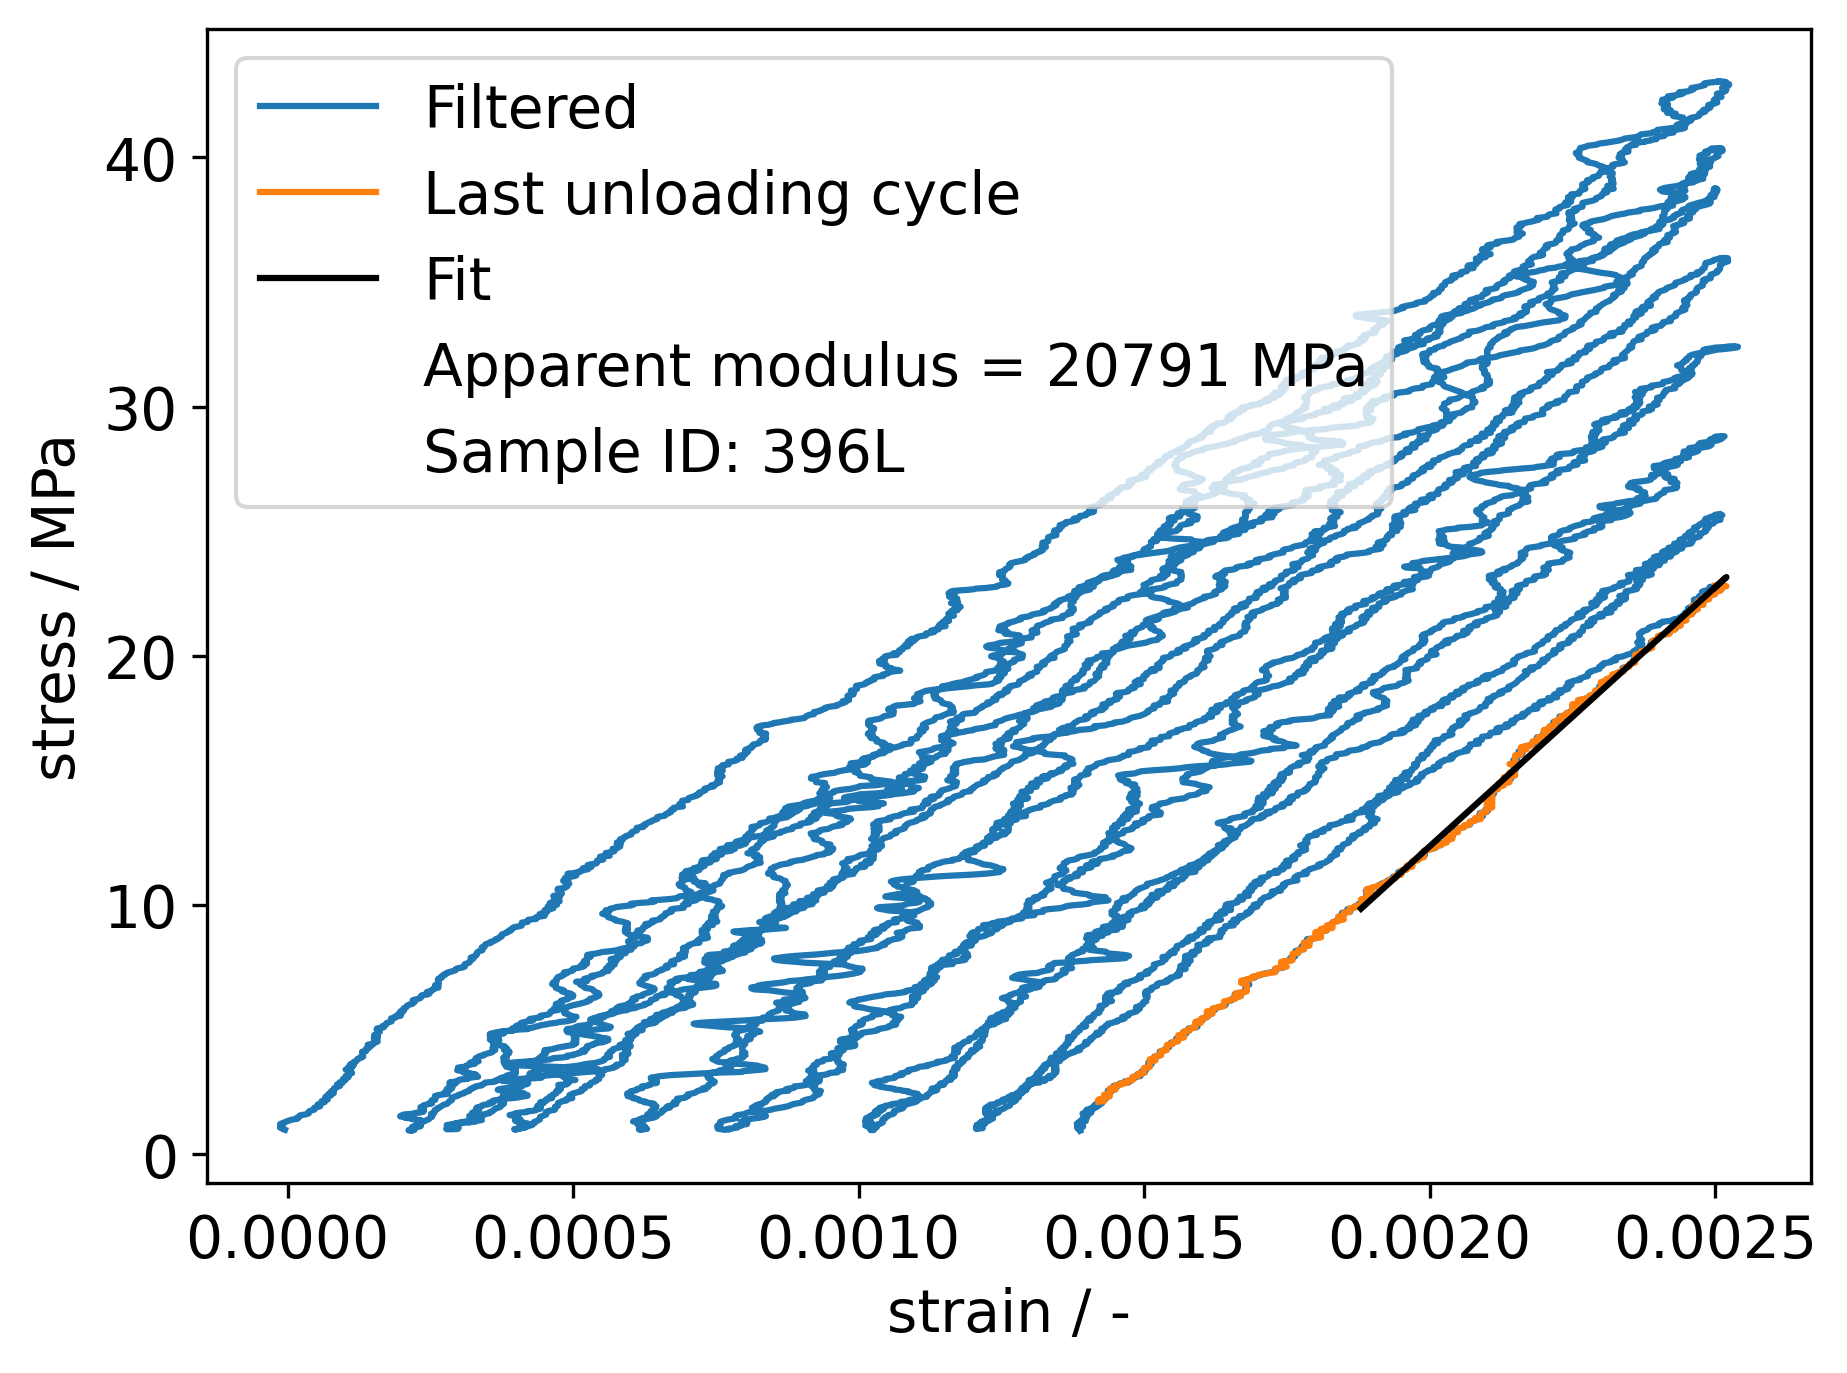 Filtered
Last unloading cycle
Fit
Apparent modulus = 20791 MPa
Sample ID: 396L
stress / MPa
40
30
20
10
0
0.0000 0.0005 0.0010 0.0015 0.0020 0.0025
strain / -